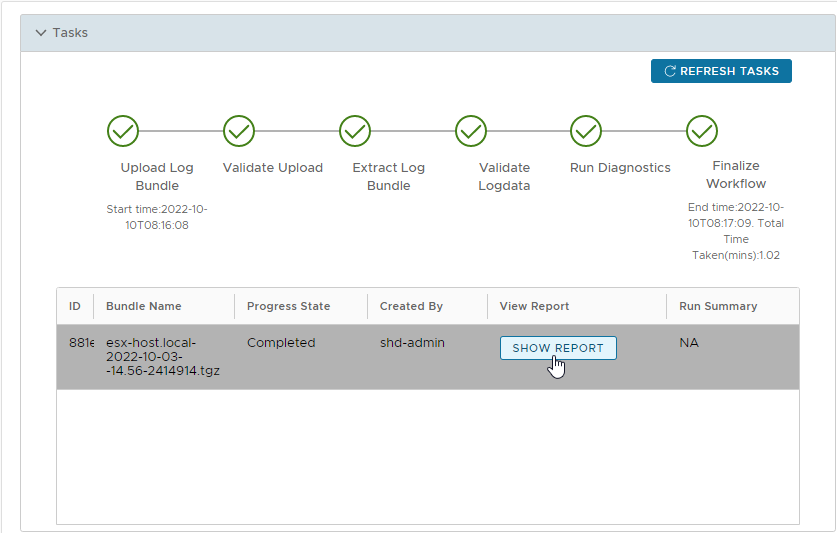 Tasks
REFRESH TASKS
Upload Log
Bundle
Start time:2022-10-
10T08:16:08
Validate Upload
Extract Log
Bundle
Validate
Logdata
Run Diagnostics
Finalize
Workflow
End time:2022-10-
10T08:17:09. Total
Time
Taken(mins):1.02
ID
Bundle Name
Progress State
Created By
View Report
Run Summary
881e
esx-host.local-
2022-10-03-
-14.56-2414914.tgz
Completed
shd-admin
SHOW REPORT
NA